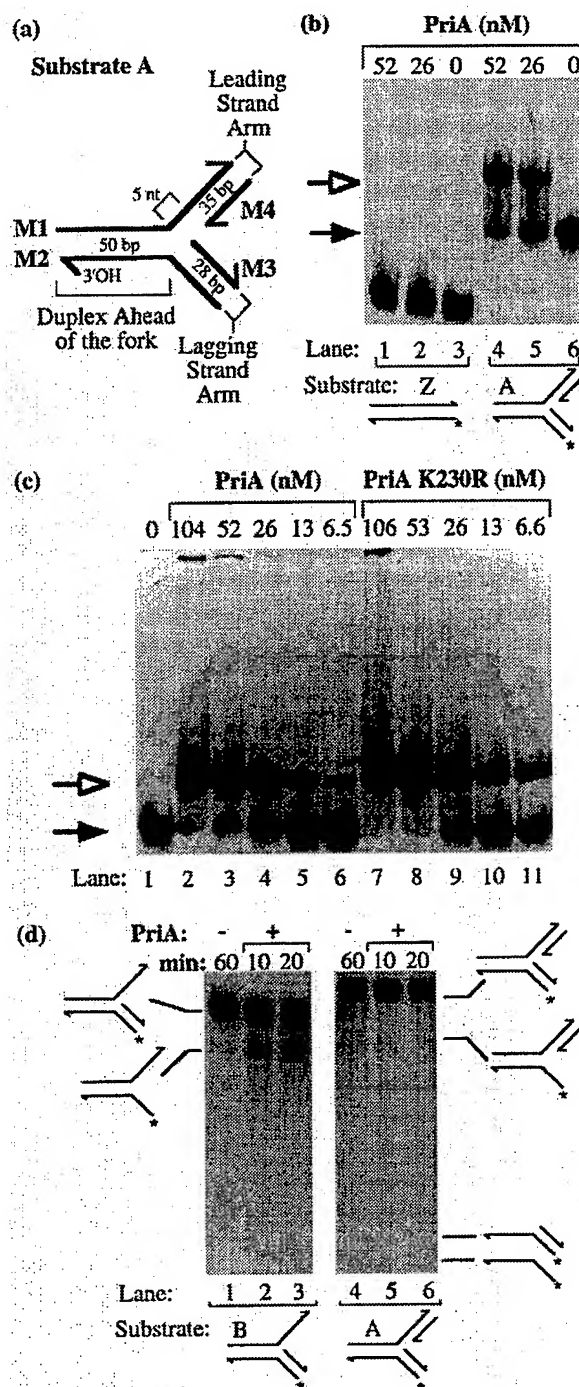 (a)
Substrate A
Leading
Strand
Arm
5 nt
35 bp
M1
M4
50 bp
M2
M3
3'OH
28 bp
Duplex Ahead
of the fork
Lagging
Strand
Arm
(b)
PriA (nM)
52 26 0 52 26 0
Lane: 1 2 3 4 5 6
Substrate: Z A
*
*
(c)
PriA (nM) PriA K230R (nM)
0 104 52 26 13 6.5 106 53 26 13 6.6
Lane: 1 2 3 4 5 6 7 8 9 10 11
(d)
PriA: - + - +
min: 60 10 20 60 10 20
*
*
*
*
*
*
Lane: 1 2 3 4 5 6
Substrate: B A
*
*